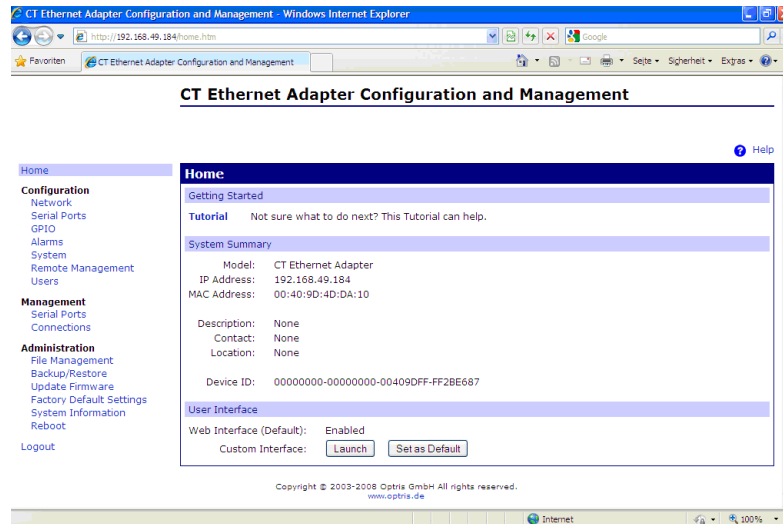 CT Ethernet Adapter Configuration and Management - Windows Internet Explorer
http://192.168.49.184/home.htm
Google
Favoriten
CT Ethernet Adapter Configuration and Management
Seite
Sicherheit
Extras
CT Ethernet Adapter Configuration and Management
Help
Home
Configuration
Network
Serial Ports
GPIO
Alarms
System
Remote Management
Users
Management
Serial Ports
Connections
Administration
File Management
Backup/Restore
Update Firmware
Factory Default Settings
System Information
Reboot
Logout
Home
Getting Started
Tutorial Not sure what to do next? This Tutorial can help.
System Summary
Model: CT Ethernet Adapter
IP Address: 192.168.49.184
MAC Address: 00:40:9D:4D:DA:10
Description: None
Contact: None
Location: None
Device ID: 00000000-00000000-00409DFF-FF2BE687
User Interface
Web Interface (Default): Enabled
Custom Interface: Launch Set as Default
Copyright © 2003-2008 Optris GmbH All rights reserved.
www.optris.de
Internet
100%